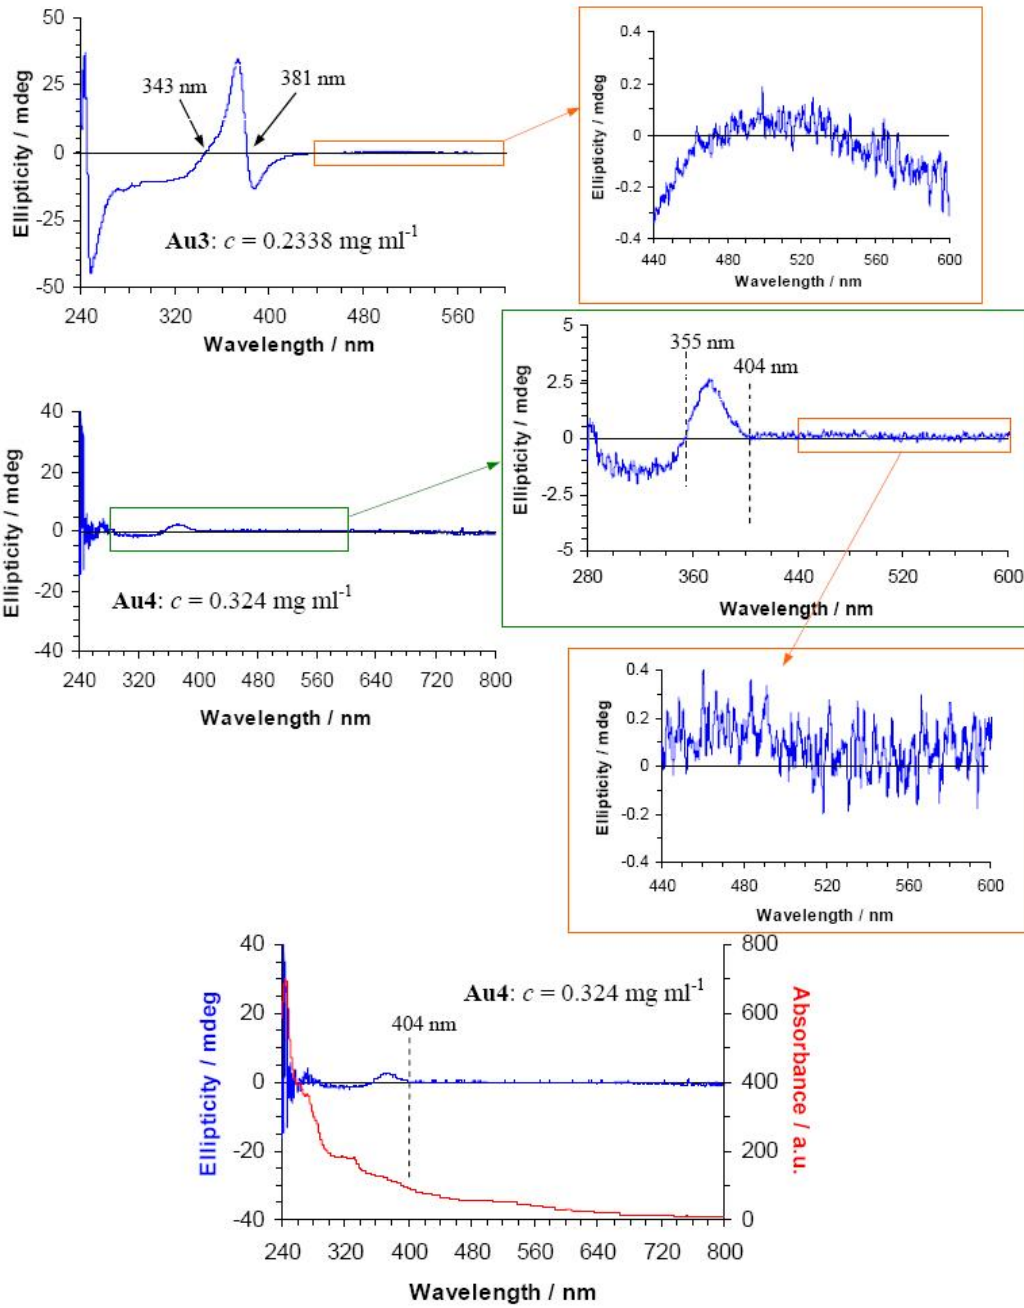 50
25
0
-25
-50
Ellipticity / mdeg
343 nm
381 nm
Au3: c = 0.2338 mg ml-1
240 320 400 480 560
Wavelength / nm
0.4
0.2
0
-0.2
-0.4
Ellipticity / mdeg
440 480 520 560 600
Wavelength / nm
5
2.5
0
-2.5
-5
Ellipticity / mdeg
355 nm
404 nm
280 360 440 520 600
Wavelength / nm
40
20
0
-20
-40
Ellipticity / mdeg
Au4: c = 0.324 mg ml-1
240 320 400 480 560 640 720 800
Wavelength / nm
0.4
0.2
0
-0.2
-0.4
Ellipticity / mdeg
440 480 520 560 600
Wavelength / nm
40
20
0
-20
-40
Ellipticity / mdeg
Au4: c = 0.324 mg ml-1
404 nm
800
600
400
200
0
Absorbance / a.u.
240 320 400 480 560 640 720 800
Wavelength / nm